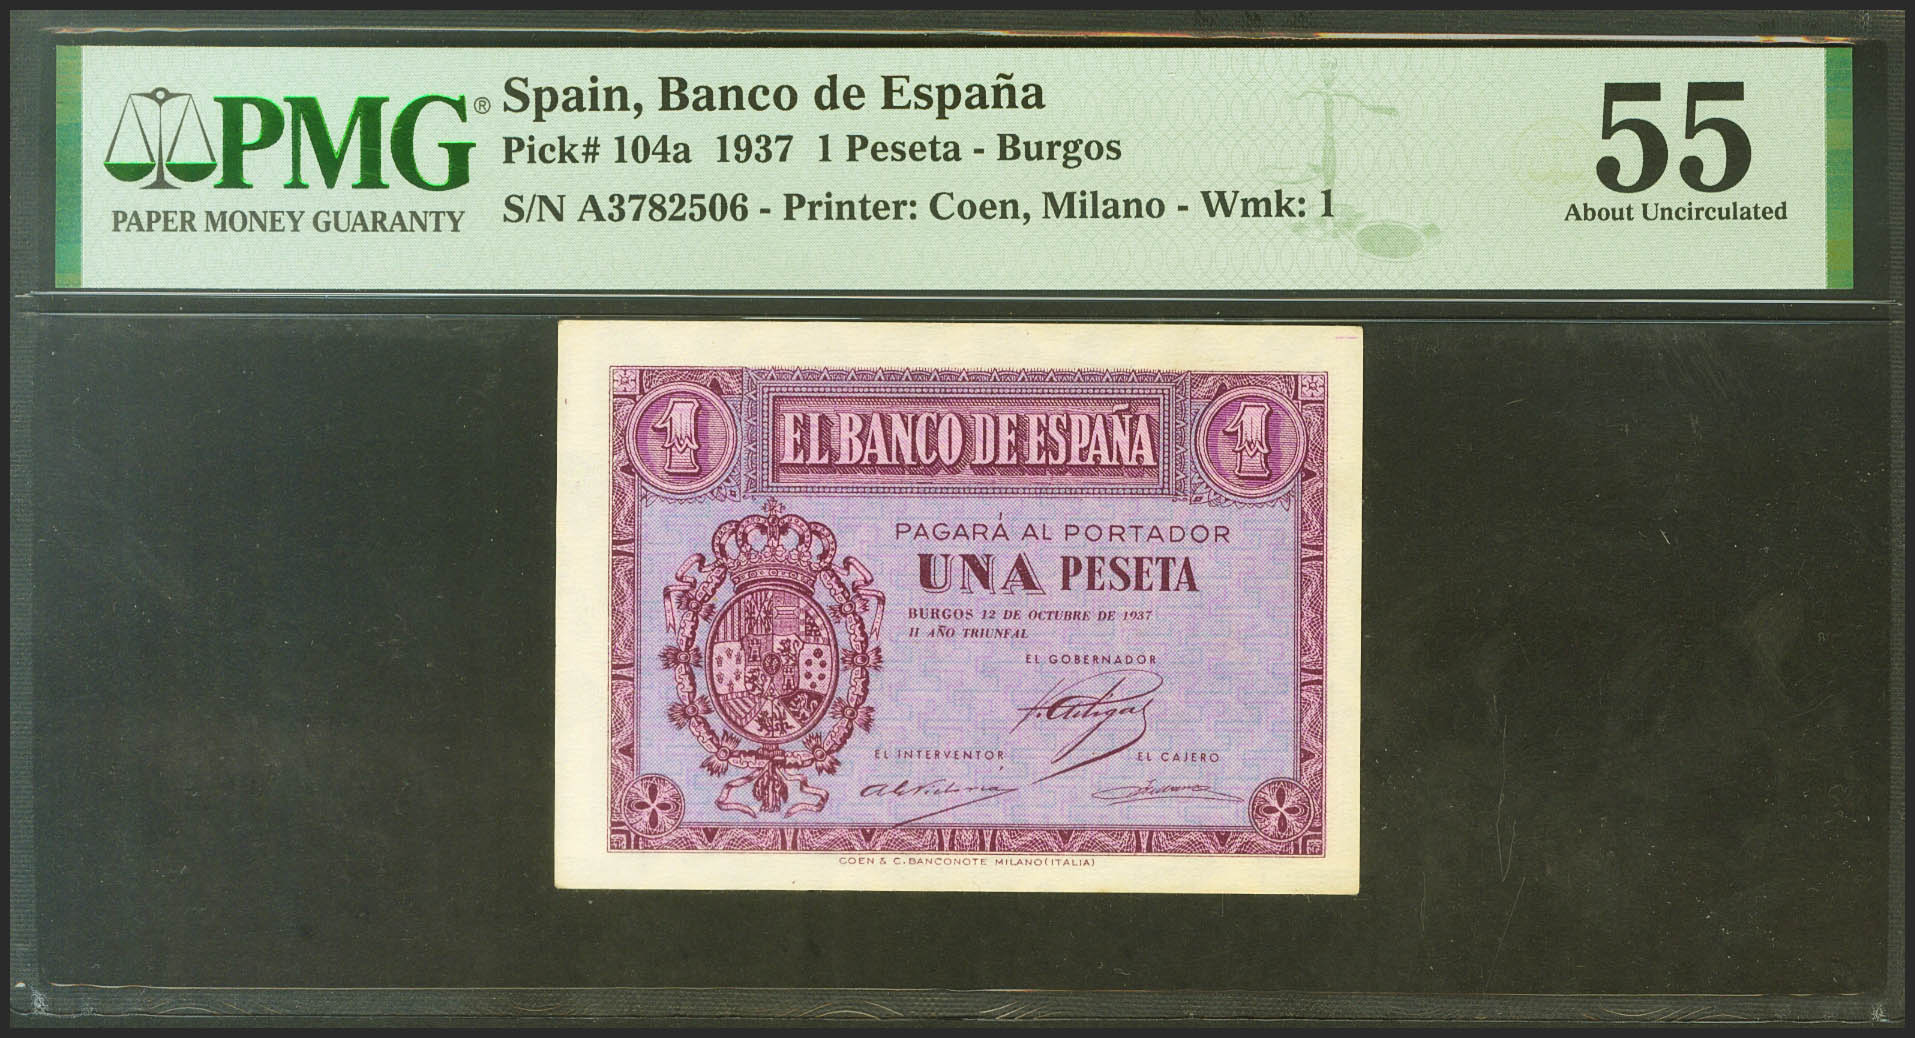 PMG®
PAPER MONEY GUARANTY
Spain, Banco de España
Pick# 104a 1937 1 Peseta - Burgos
S/N A3782506 - Printer: Coen, Milano - Wmk: 1
55
About Uncirculated
1 EL BANCO DE ESPAÑA 1
PAGARÁ AL PORTADOR
UNA PESETA
BURGOS 12 DE OCTUBRE DE 1937
II AÑO TRIUNFAL
EL GOBERNADOR
EL INTERVENTOR EL CAJERO
COEN & C. BANCONOTE MILANO (ITALIA)